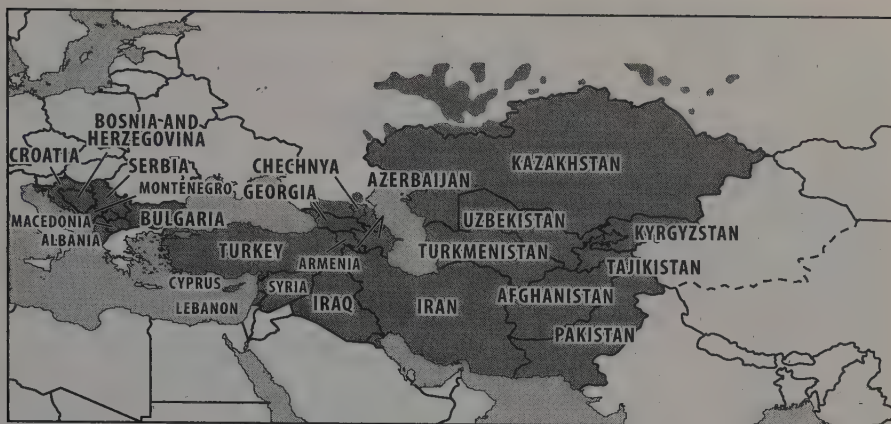 BOSNIA AND
HERZEGOVINA
CROATIA
SERBIA
MONTENEGRO
MACEDONIA
ALBANIA
BULGARIA
CHECHNYA
GEORGIA
AZERBAIJAN
KAZAKHSTAN
UZBEKISTAN
KYRGYZSTAN
TURKEY
ARMENIA
TURKMENISTAN
TAJIKISTAN
CYPRUS
SYRIA
LEBANON
IRAQ
IRAN
AFGHANISTAN
PAKISTAN